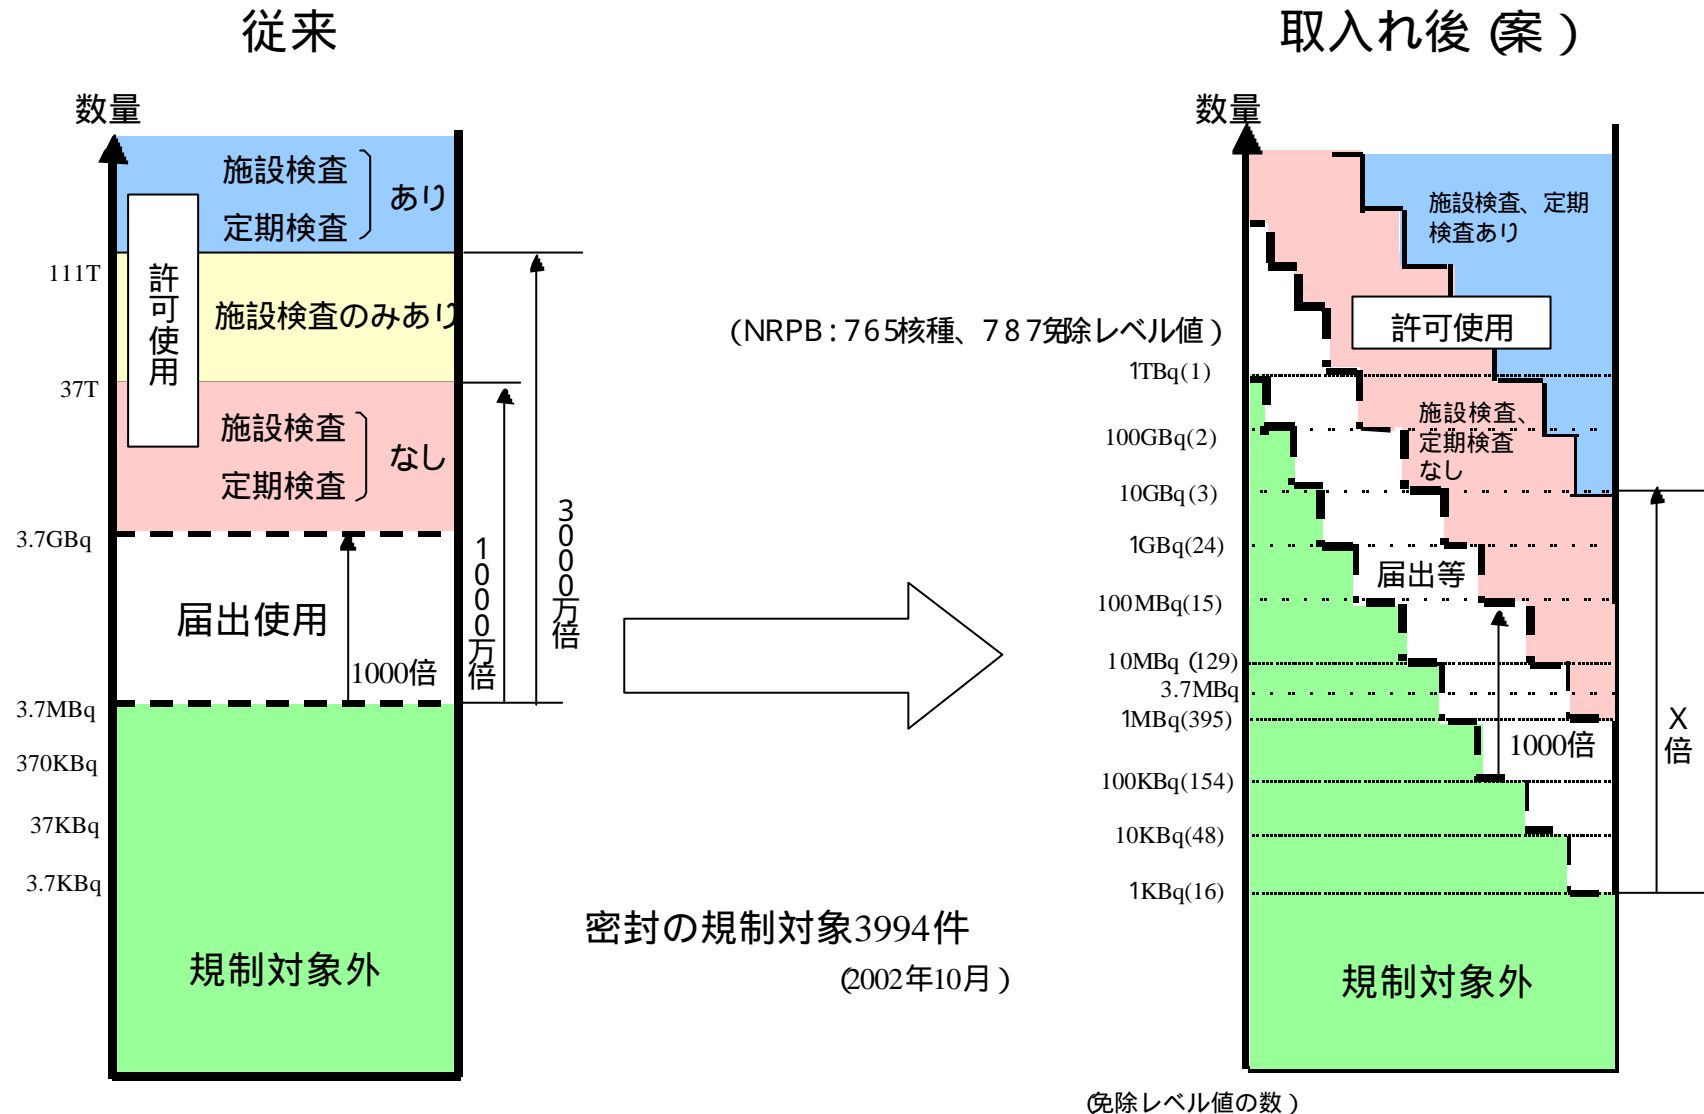 従来
数量
施設検査
定期検査
あり
111T
許可使用
施設検査のみあり
37T
施設検査
定期検査
なし
3.7GBq
届出使用
1000倍
1000万倍
3000万倍
3.7MBq
370KBq
37KBq
3.7KBq
規制対象外
密封の規制対象3994件
(2002年10月)
取入れ後(案)
数量
施設検査、定期
検査あり
(NRPB:765核種、787免除レベル値)
許可使用
1TBq(1)
施設検査、
定期検査
なし
100GBq(2)
10GBq(3)
1GBq(24)
届出等
100MBq(15)
10MBq(129)
3.7MBq
1MBq(395)
1000倍
X倍
100KBq(154)
10KBq(48)
1KBq(16)
規制対象外
(免除レベル値の数)